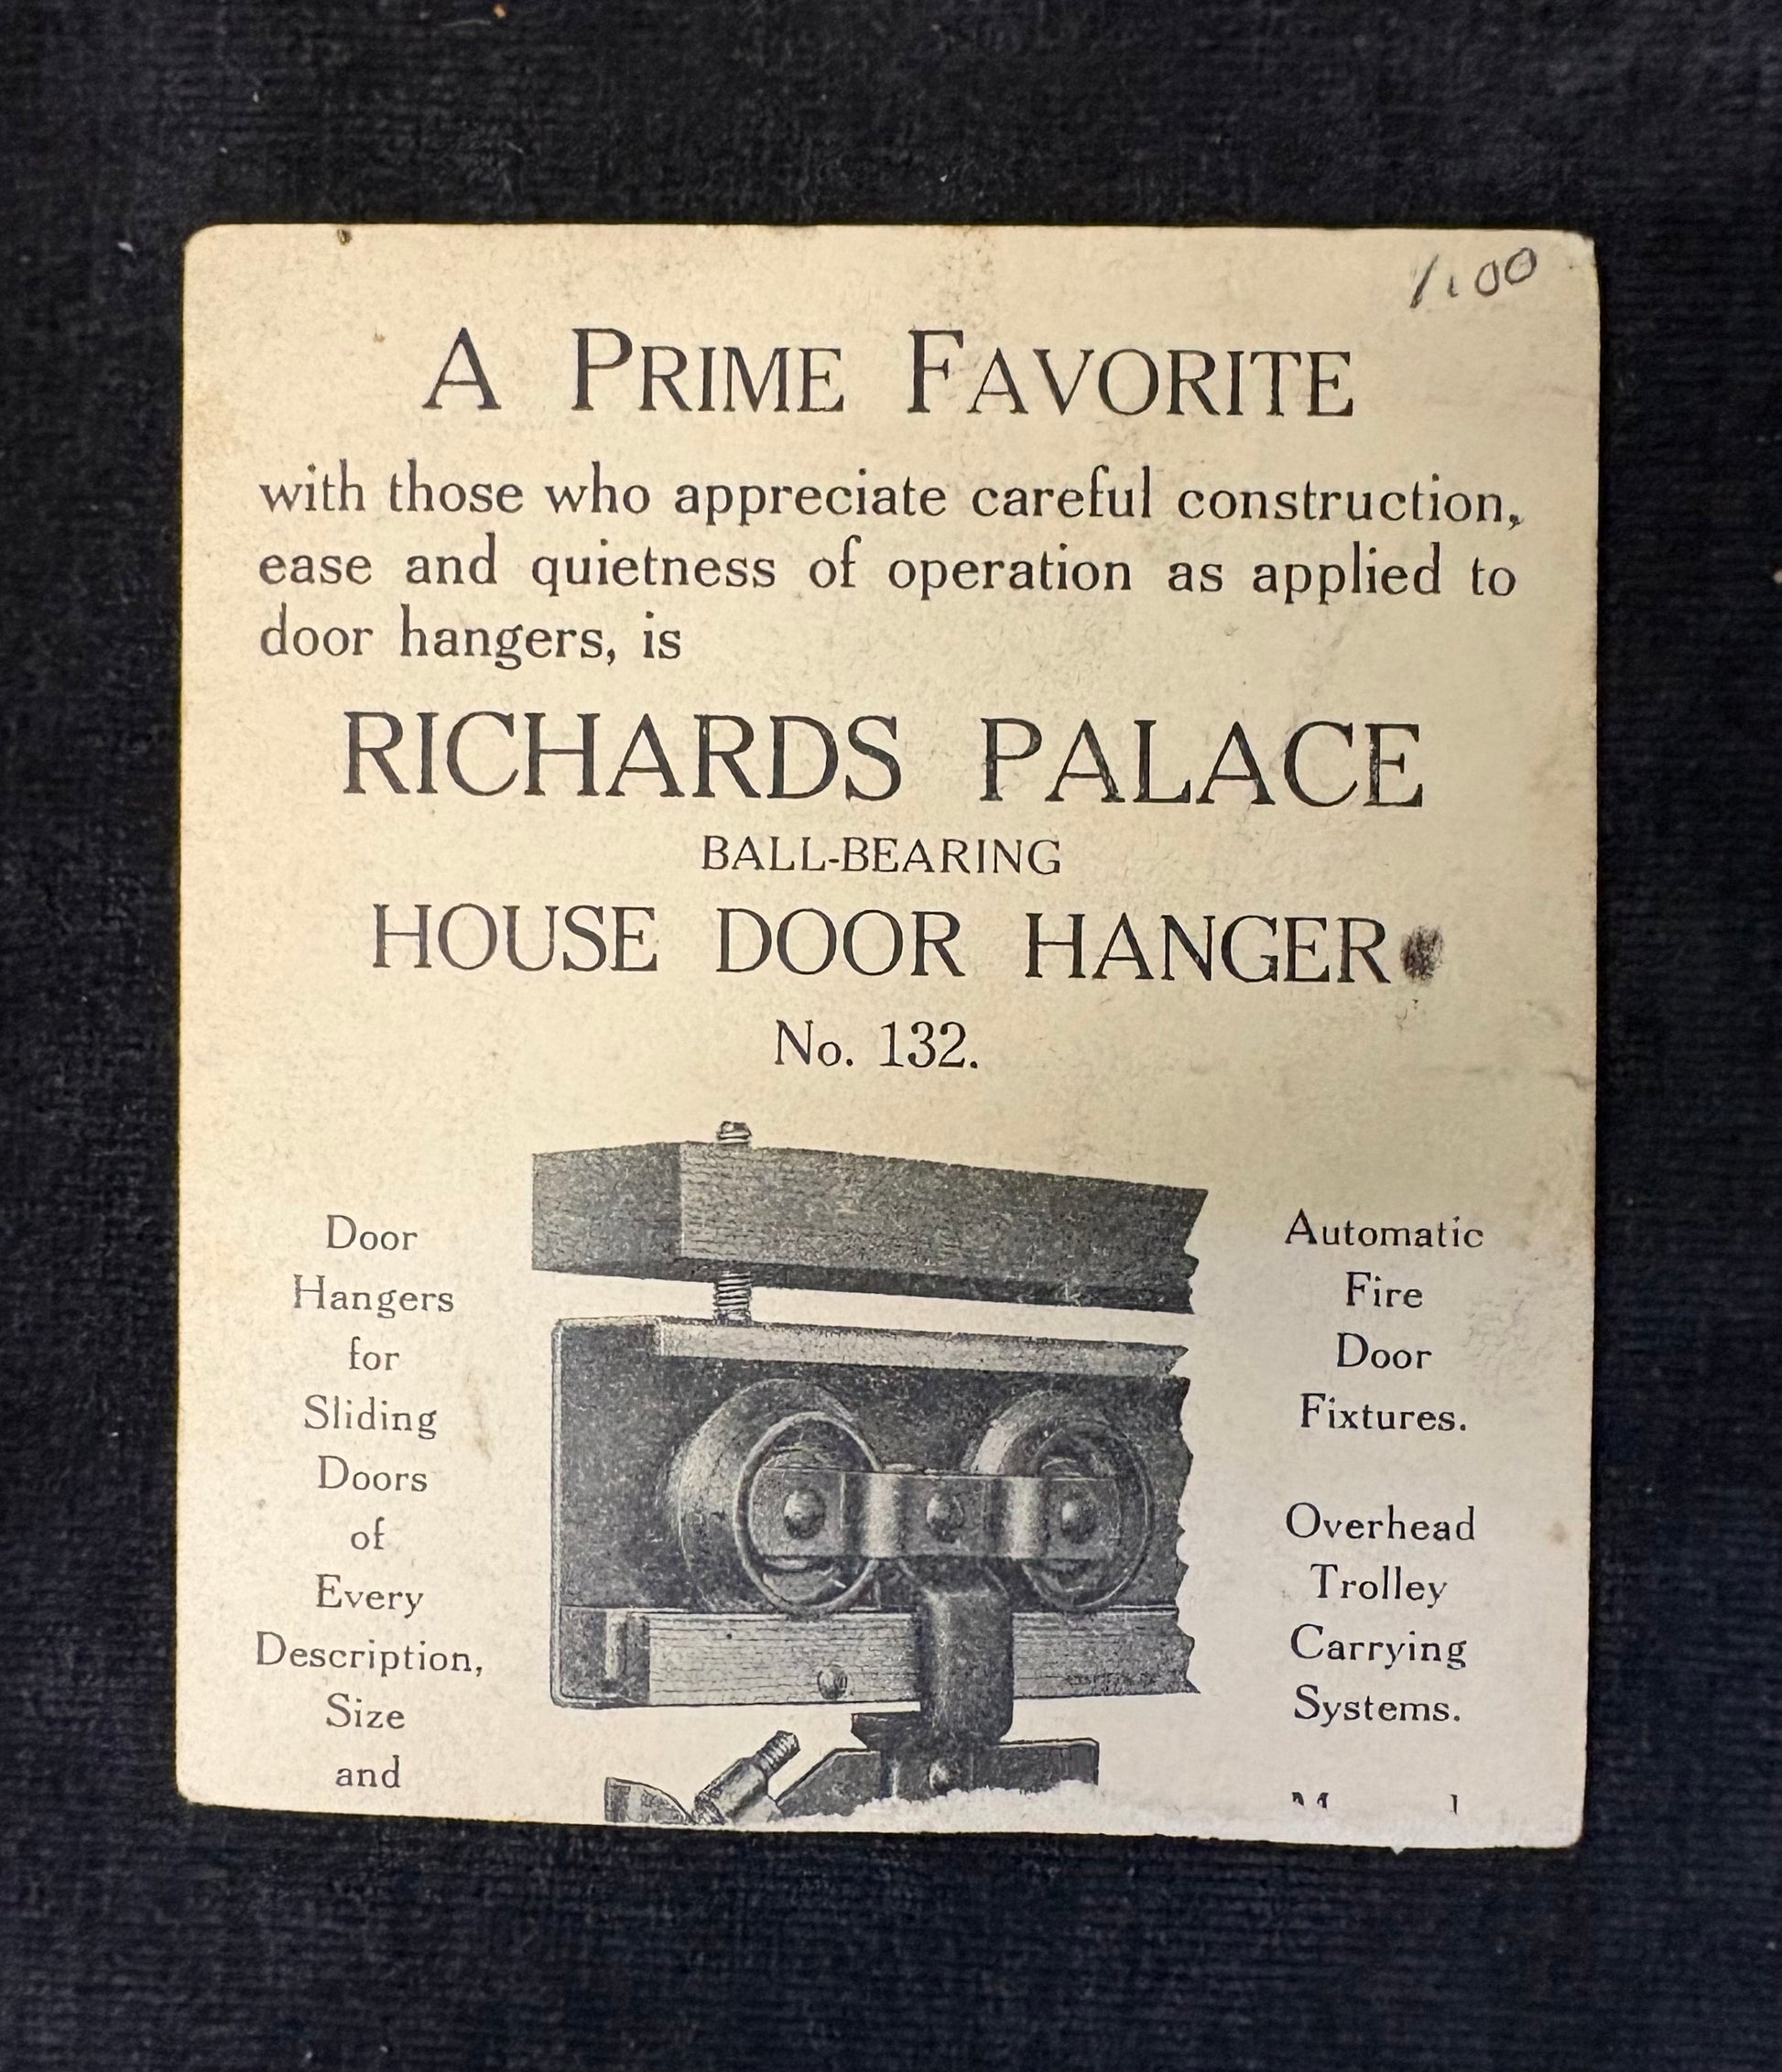 1.00
A PRIME FAVORITE
with those who appreciate careful construction,
ease and quietness of operation as applied to
door hangers, is
RICHARDS PALACE
BALL-BEARING
HOUSE DOOR HANGER
No. 132.
Door
Hangers
for
Sliding
Doors
of
Every
Description,
Size
and
Automatic
Fire
Door
Fixtures.
Overhead
Trolley
Carrying
Systems.